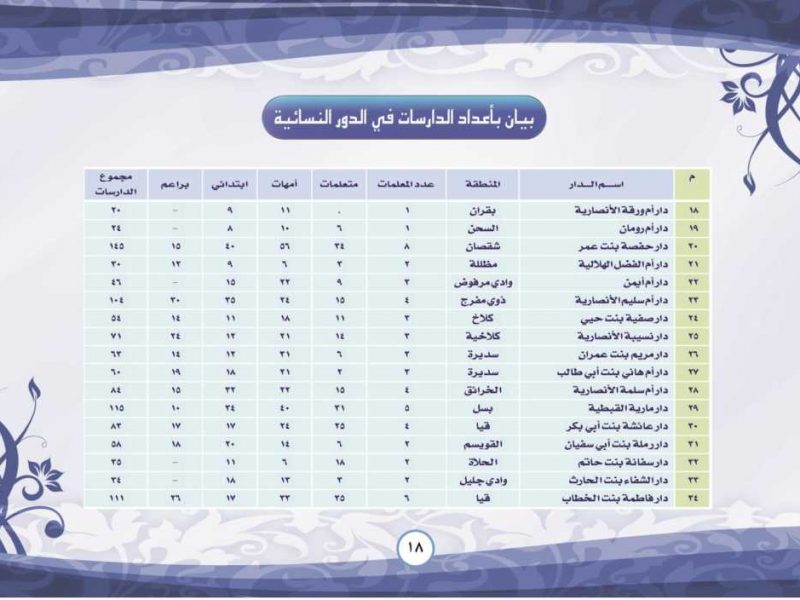 بيان بأعداد الدارسات في الدور النسائية
م اسم الدار المنطقة عدد المعلمات متعلمات أمهات ابتدائي براعم مجموع الدارسات
١٨ دار أم ورقة الأنصارية بقران ١ ٠ ١١ ٩ - ٢٠
١٩ دار أم رومان السحن ١ ٦ ١٠ ٨ - ٢٤
٢٠ دار حفصة بنت عمر شقصان ٨ ٣٤ ٥٦ ٤٠ ١٥ ١٤٥
٢١ دار أم الفضل الهلالية مظللة ٢ ٣ ٦ ٩ ١٢ ٣٠
٢٢ دار أم أيمن وادي مرفوض ٢ ٩ ٢٢ ١٥ - ٤٦
٢٣ دار أم سليم الأنصارية ذوي مفرج ٤ ١٥ ٢٤ ٣٥ ٣٠ ١٠٤
٢٤ دار صفية بنت حيي كلاخ ٣ ١١ ١٨ ١١ ١٤ ٥٤
٢٥ دار نسيبة الأنصارية كلاخية ٣ ١٤ ٢١ ١٢ ٢٤ ٧١
٢٦ دار مريم بنت عمران سديرة ٢ ٦ ٣١ ١٢ ١٤ ٦٣
٢٧ دار أم هاني بنت أبي طالب سديرة ٢ ٢ ٢١ ١٨ ١٩ ٦٠
٢٨ دار أم سلمة الأنصارية الخرائق ٤ ١٥ ٢٢ ٣٢ ١٥ ٨٤
٢٩ دار مارية القبطية بسل ٥ ٣١ ٤٠ ٣٤ ١٠ ١١٥
٣٠ دار عائشة بنت أبي بكر قيا ٤ ٢٥ ٢٤ ١٧ ١٧ ٨٣
٣١ دار رملة بنت أبي سفيان القويسم ٢ ٦ ١٤ ٢٠ ١٨ ٥٨
٣٢ دار سفانة بنت حاتم الحلاة ٢ ١٨ ٦ ١١ - ٣٥
٣٣ دار الشفاء بنت الحارث وادي جليل ٢ ٣ ١٣ ١٨ - ٣٤
٣٤ دار فاطمة بنت الخطاب قيا ٦ ٣٥ ٣٣ ١٧ ٢٦ ١١١
١٨